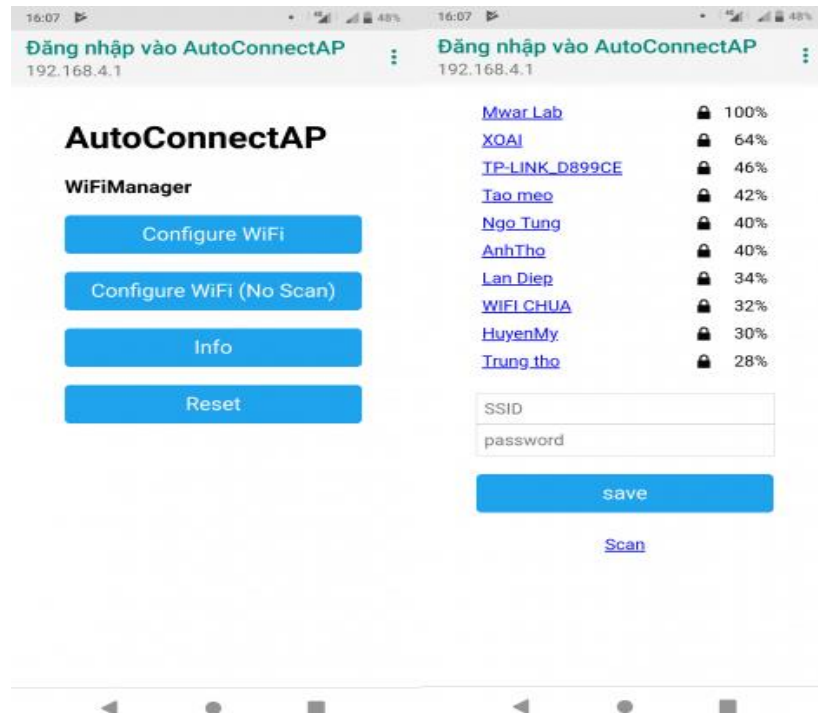 16:07
48%
Đăng nhập vào AutoConnectAP
192.168.4.1
AutoConnectAP
WiFiManager
Configure WiFi
Configure WiFi (No Scan)
Info
Reset
16:07
48%
Đăng nhập vào AutoConnectAP
192.168.4.1
Mwar Lab 100%
XOAI 64%
TP-LINK_D899CE 46%
Tao meo 42%
Ngo Tung 40%
AnhTho 40%
Lan Diep 34%
WIFI CHUA 32%
HuyenMy 30%
Trung tho 28%
SSID
password
save
Scan